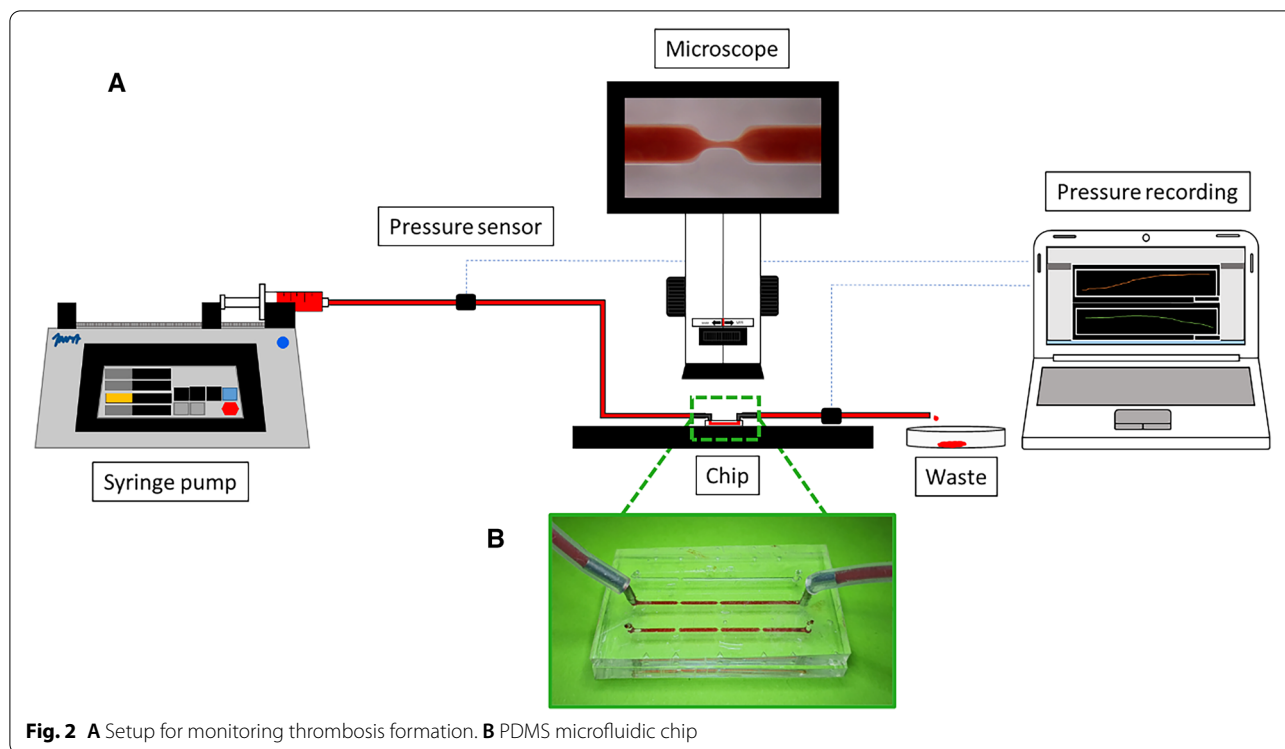 Microscope
A
Pressure recording
Pressure sensor
Syringe pump
Chip
Waste
B
Fig. 2 A Setup for monitoring thrombosis formation. B PDMS microfluidic chip